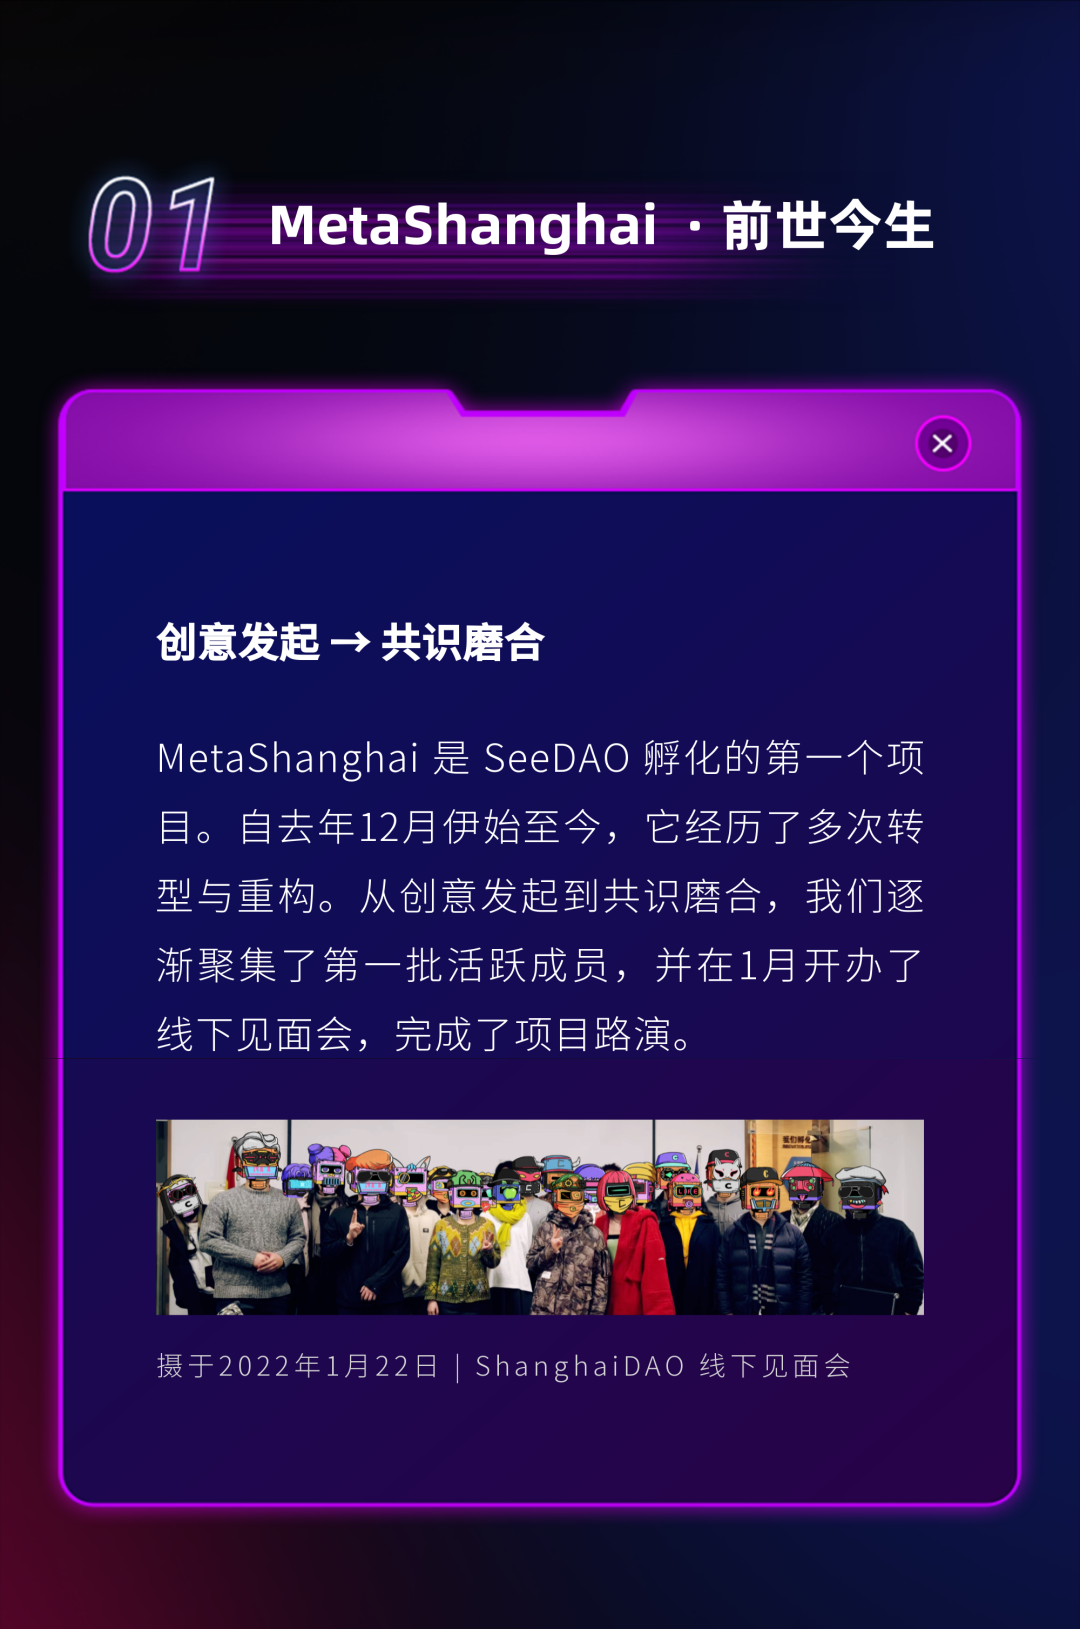 01
MetaShanghai · 前世今生
创意发起 → 共识磨合
MetaShanghai 是 SeeDAO 孵化的第一个项
目。自去年12月伊始至今，它经历了多次转
型与重构。从创意发起到共识磨合，我们逐
渐聚集了第一批活跃成员，并在1月开办了
线下见面会，完成了项目路演。
摄于2022年1月22日 | ShanghaiDAO 线下见面会